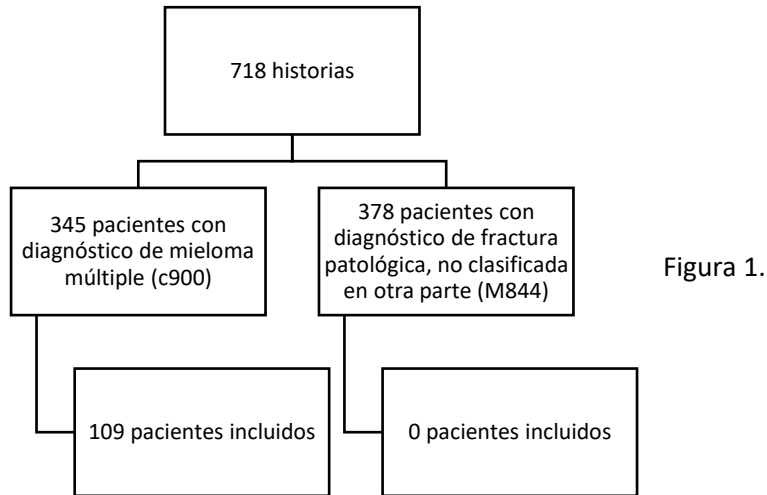 718 historias
345 pacientes con
diagnóstico de mieloma
múltiple (c900)
378 pacientes con
diagnóstico de fractura
patológica, no clasificada
en otra parte (M844)
Figura 1.
109 pacientes incluidos
0 pacientes incluidos